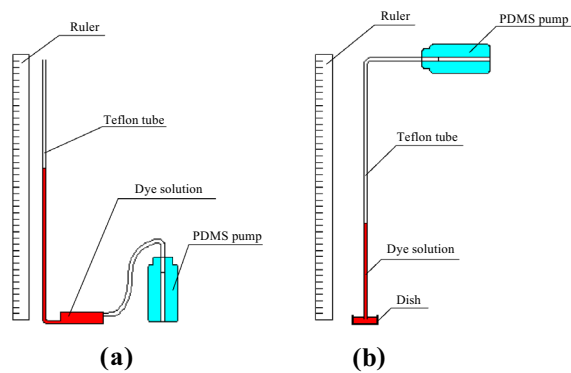 Ruler
Teflon tube
Dye solution
PDMS pump
(a)
PDMS pump
Ruler
Teflon tube
Dye solution
Dish
(b)